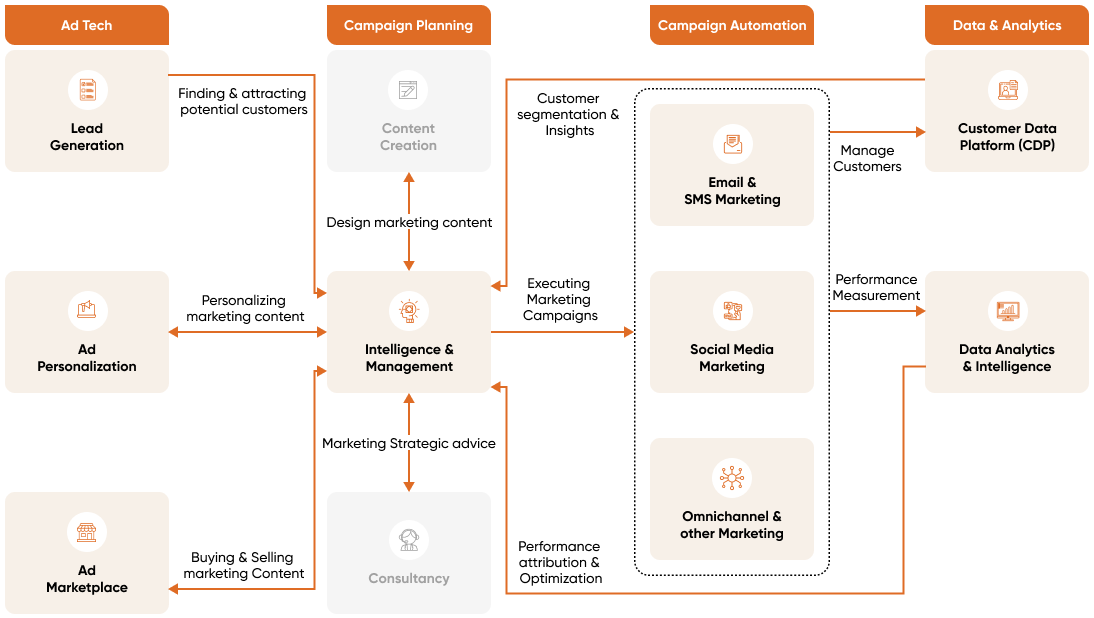 Ad Tech
Campaign Planning
Campaign Automation
Data & Analytics
Lead
Generation
Finding & attracting
potential customers
Content
Creation
Customer
segmentation &
Insights
Email &
SMS Marketing
Manage
Customers
Customer Data
Platform (CDP)
Design marketing content
Ad
Personalization
Personalizing
marketing content
Intelligence &
Management
Executing
Marketing
Campaigns
Social Media
Marketing
Performance
Measurement
Data Analytics
& Intelligence
Marketing Strategic advice
Ad
Marketplace
Buying & Selling
marketing Content
Consultancy
Performance
attribution &
Optimization
Omnichannel &
other Marketing